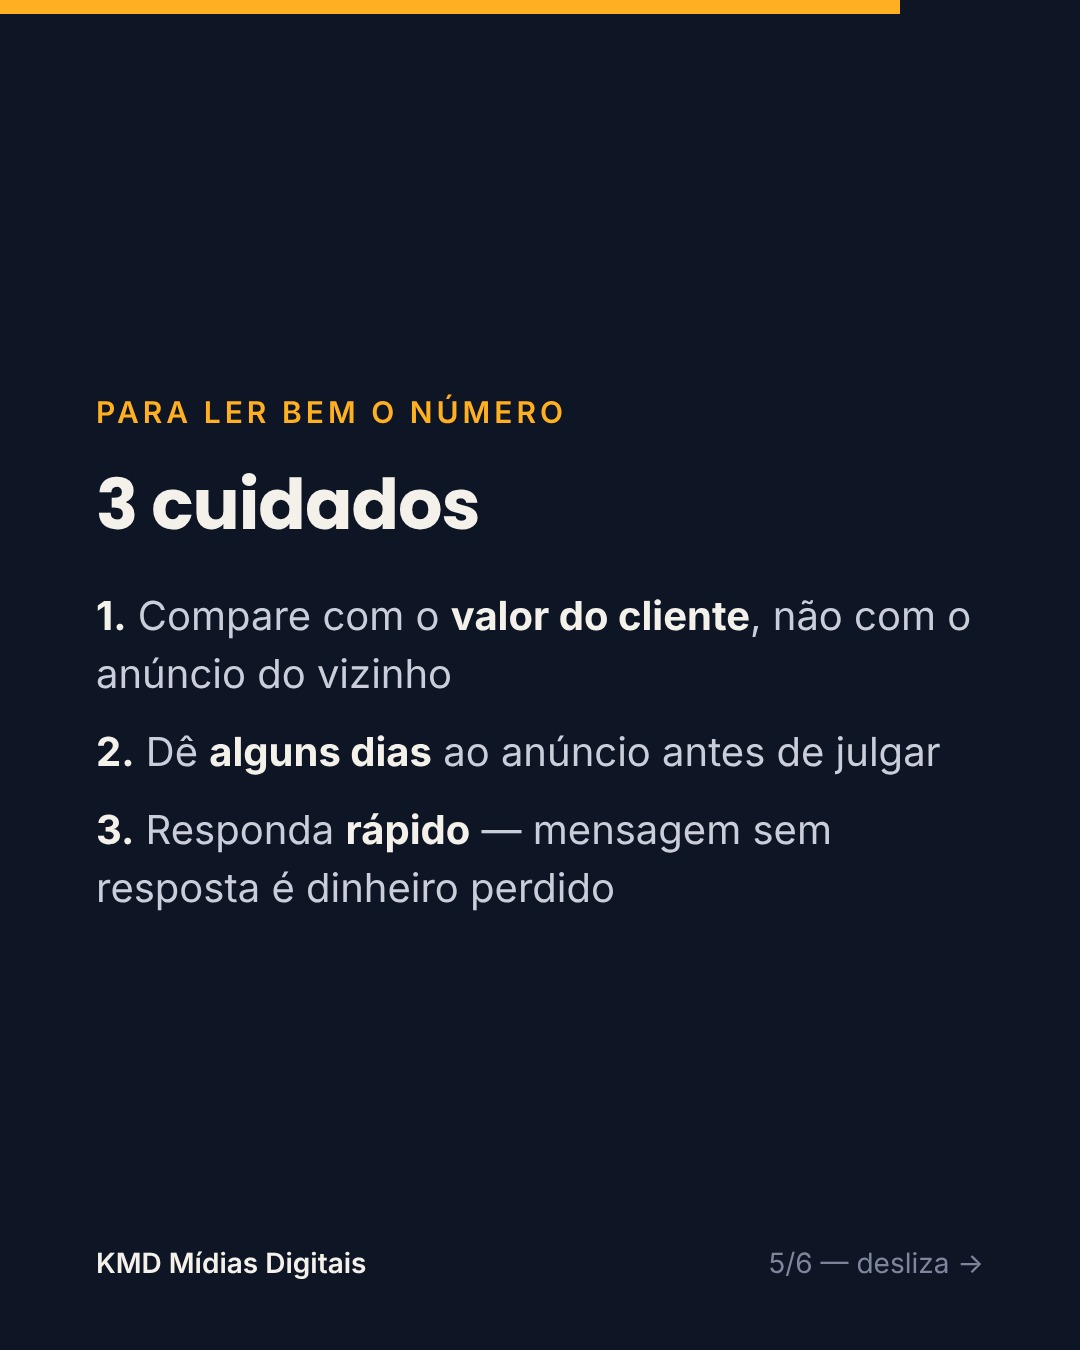 PARA LER BEM O NÚMERO
3 cuidados
1. Compare com o valor do cliente, não com o
anúncio do vizinho
2. Dê alguns dias ao anúncio antes de julgar
3. Responda rápido — mensagem sem
resposta é dinheiro perdido
KMD Mídias Digitais
5/6 — desliza →